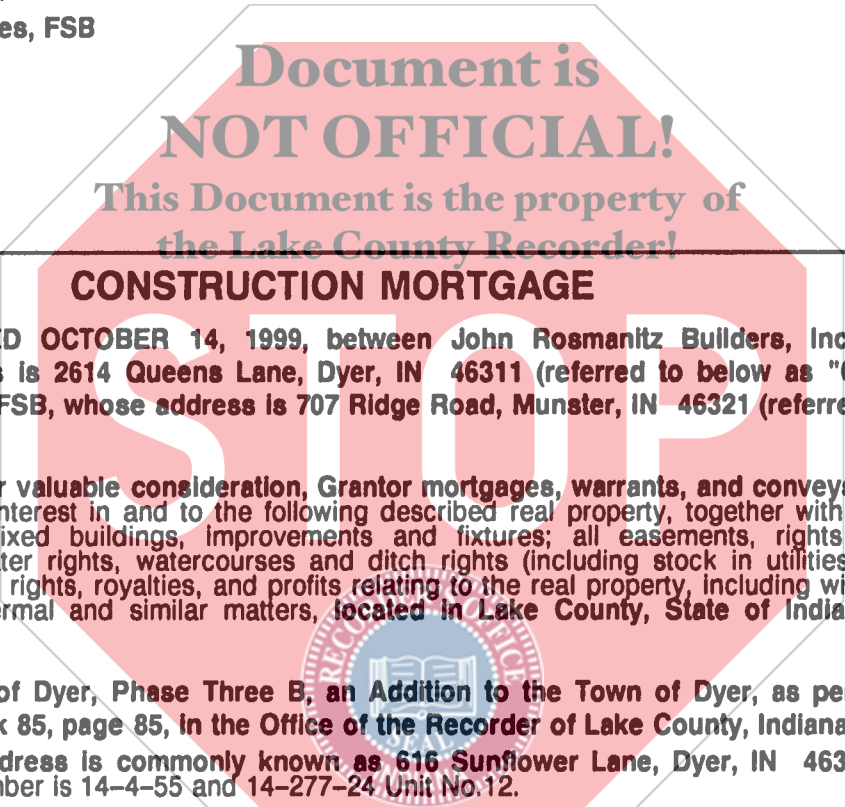 es, FSB
Document is
NOT OFFICIAL!
This Document is the property of
the Lake County Recorder!
CONSTRUCTION MORTGAGE
ED OCTOBER 14, 1999, between John Rosmanitz Builders, Inc
s is 2614 Queens Lane, Dyer, IN 46311 (referred to below as "
FSB, whose address is 707 Ridge Road, Munster, IN 46321 (referre
STOP
r valuable consideration, Grantor mortgages, warrants, and conveys
nterest in and to the following described real property, together with
ixed buildings, improvements and fixtures; all easements, rights
ter rights, watercourses and ditch rights (including stock in utilities
rights, royalties, and profits relating to the real property, including wi
ermal and similar matters, located in Lake County, State of India
RECORDER'S OFFICE
SEAL
of Dyer, Phase Three B, an Addition to the Town of Dyer, as pe
k 85, page 85, in the Office of the Recorder of Lake County, Indiana
dress is commonly known as 616 Sunflower Lane, Dyer, IN 463
mber is 14-4-55 and 14-277-24 Unit No.12.